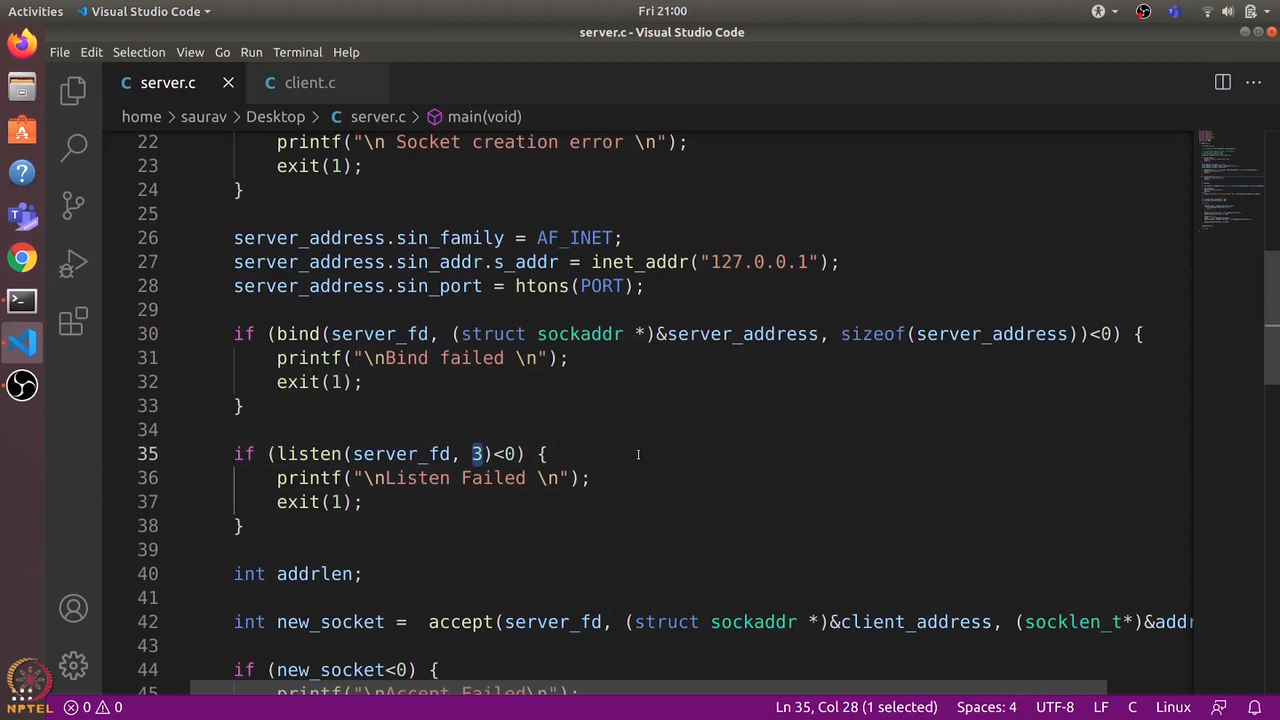 Activities Visual Studio Code Fri 21:00
server.c - Visual Studio Code
File Edit Selection View Go Run Terminal Help
C server.c C client.c
home > saurav > Desktop > C server.c > main(void)
22 printf("\n Socket creation error \n");
23 exit(1);
24 }
25
26 server_address.sin_family = AF_INET;
27 server_address.sin_addr.s_addr = inet_addr("127.0.0.1");
28 server_address.sin_port = htons(PORT);
29
30 if (bind(server_fd, (struct sockaddr *)&server_address, sizeof(server_address))<0) {
31 printf("\nBind failed \n");
32 exit(1);
33 }
34
35 if (listen(server_fd, 3)<0) {
36 printf("\nListen Failed \n");
37 exit(1);
38 }
39
40 int addrlen;
41
42 int new_socket = accept(server_fd, (struct sockaddr *)&client_address, (socklen_t*)&addr
43
44 if (new_socket<0) {
45 printf("\nAccept Failed\n");
NPTEL
0 0 Ln 35, Col 28 (1 selected) Spaces: 4 UTF-8 LF C Linux